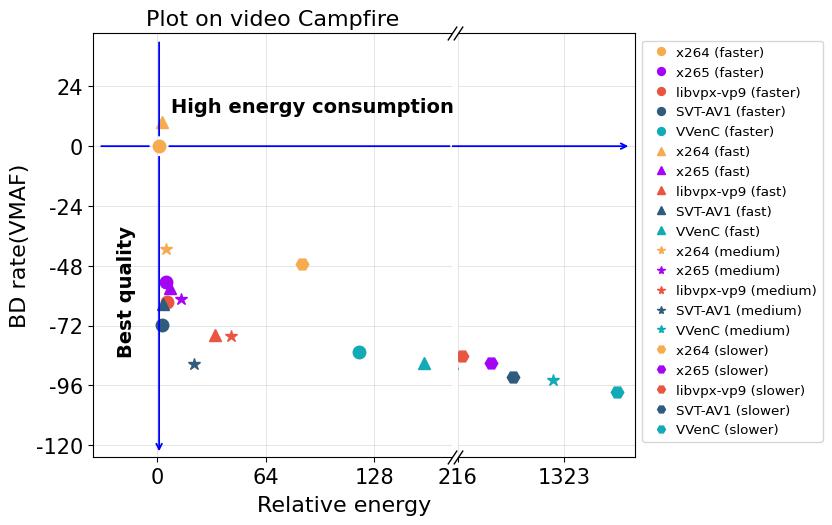 Plot on video Campfire
24
0
-24
-48
-72
-96
-120
BD rate(VMAF)
High energy consumption
Best quality
0
64
128
216
1323
Relative energy
x264 (faster)
x265 (faster)
libvpx-vp9 (faster)
SVT-AV1 (faster)
VVenC (faster)
x264 (fast)
x265 (fast)
libvpx-vp9 (fast)
SVT-AV1 (fast)
VVenC (fast)
x264 (medium)
x265 (medium)
libvpx-vp9 (medium)
SVT-AV1 (medium)
VVenC (medium)
x264 (slower)
x265 (slower)
libvpx-vp9 (slower)
SVT-AV1 (slower)
VVenC (slower)